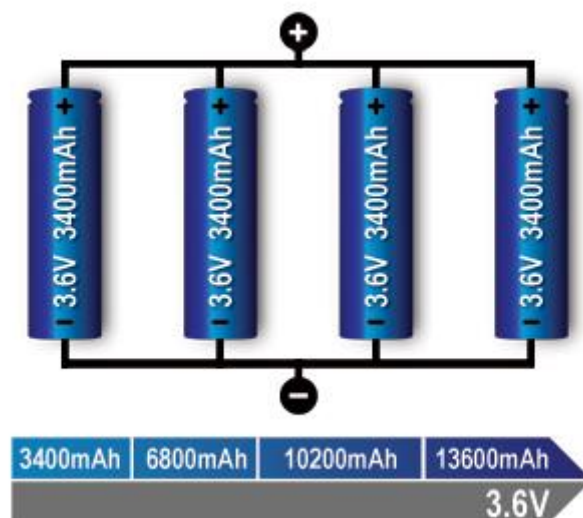 +
+ 3.6V 3400mAh −
+ 3.6V 3400mAh −
+ 3.6V 3400mAh −
+ 3.6V 3400mAh −
−
3400mAh 6800mAh 10200mAh 13600mAh
3.6V